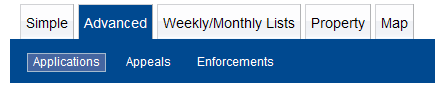 Simple Advanced Weekly/Monthly Lists Property Map
Applications Appeals Enforcements